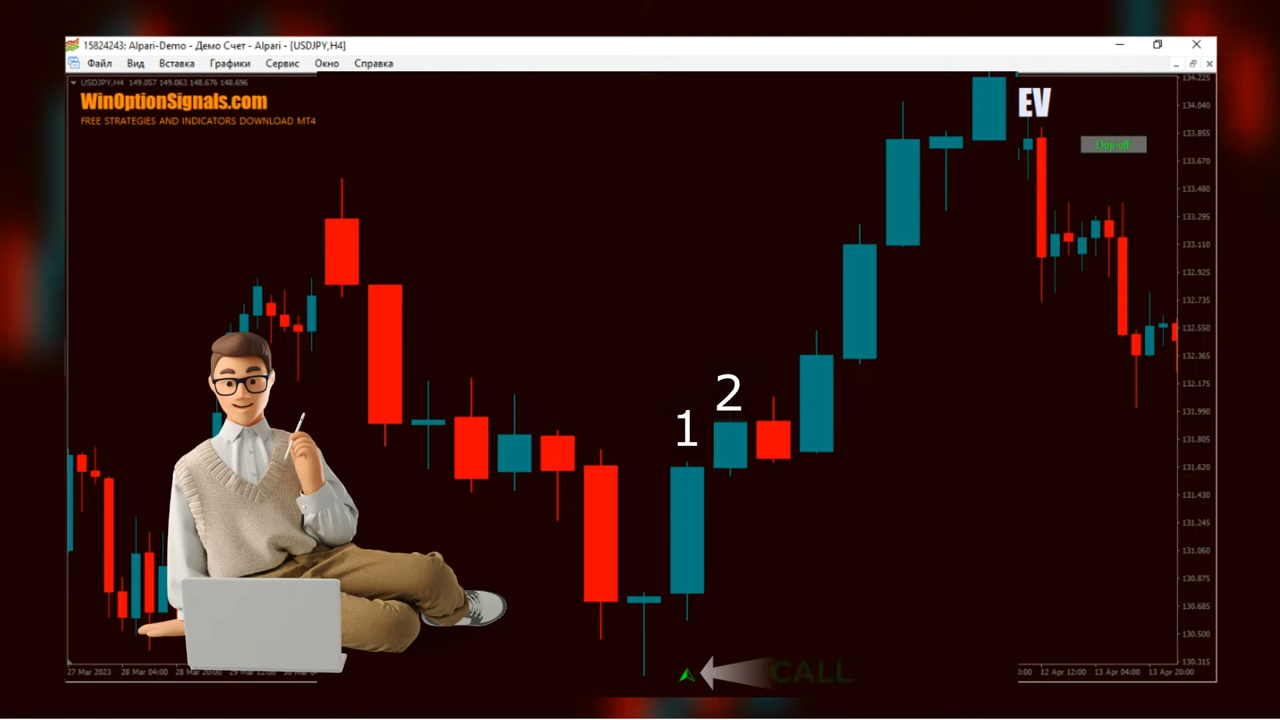 15824243: Alpari-Demo - Демо Счет - Alpari - [USDJPY,H4]
Файл Вид Вставка Графики Сервис Окно Справка
USDJPY,H4 149.057 149.063 148.676 148.696
WinOptionSignals.com
FREE STRATEGIES AND INDICATORS DOWNLOAD MT4
EV
Doji-off
134.225
134.040
133.855
133.670
133.480
133.295
133.110
132.925
132.735
132.550
132.365
132.175
131.990
131.805
131.620
131.430
131.245
131.060
130.875
130.685
130.500
130.315
2
1
CALL
27 Mar 2023 28 Mar 04:00 28 Mar 20:00 29 Mar 12:00 12 Apr 12:00 13 Apr 04:00 13 Apr 20:00